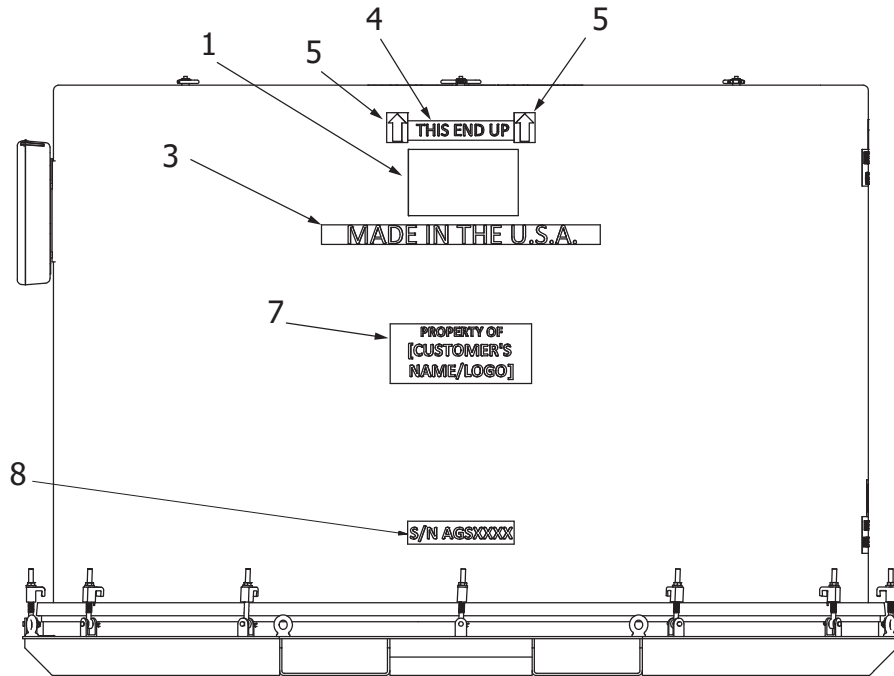 4
5
1
5
THIS END UP
3
MADE IN THE U.S.A.
7
PROPERTY OF
[CUSTOMER'S
NAME/LOGO]
8
S/N AGSXXXX